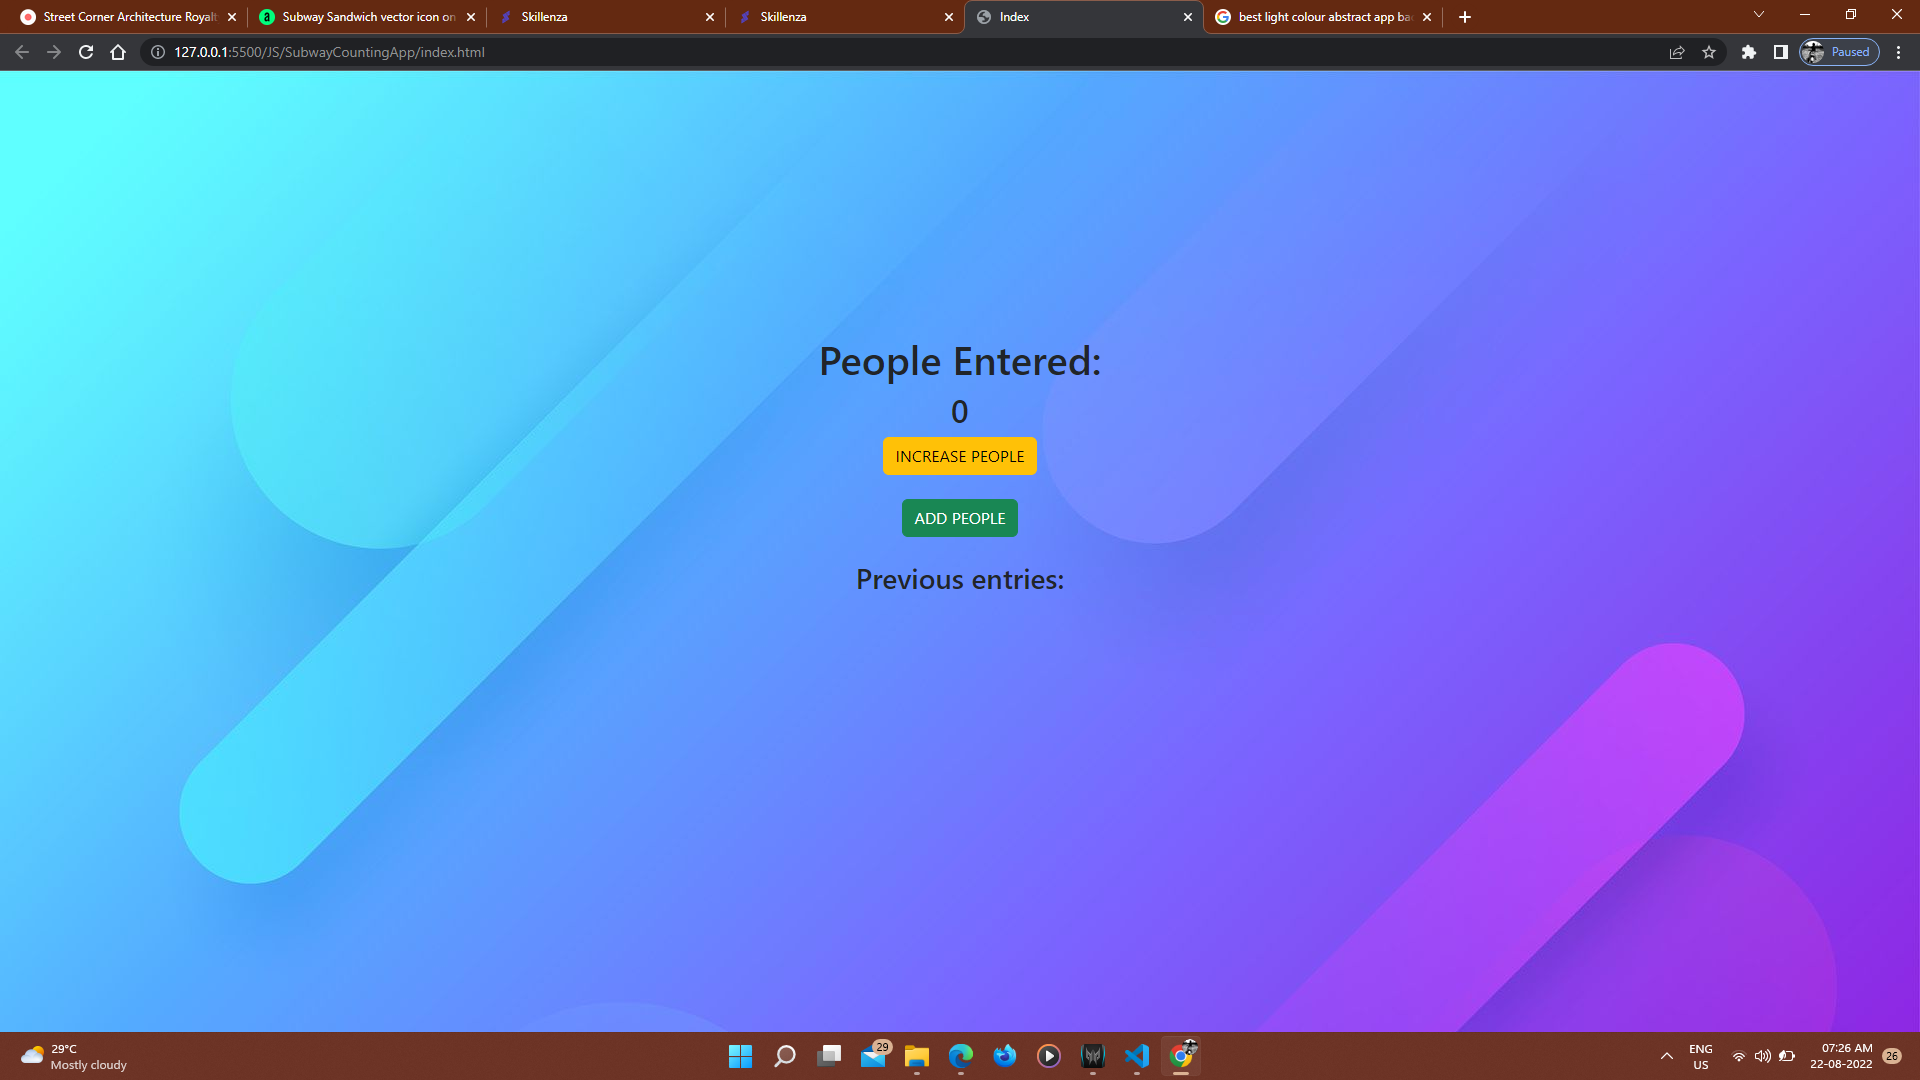 Street Corner Architecture Royalt
Subway Sandwich vector icon on
Skillenza
Skillenza
Index
best light colour abstract app bac
127.0.0.1:5500/JS/SubwayCountingApp/index.html
Paused
People Entered:
0
INCREASE PEOPLE
ADD PEOPLE
Previous entries:
29°C
Mostly cloudy
29
ENG
US
07:26 AM
22-08-2022
26